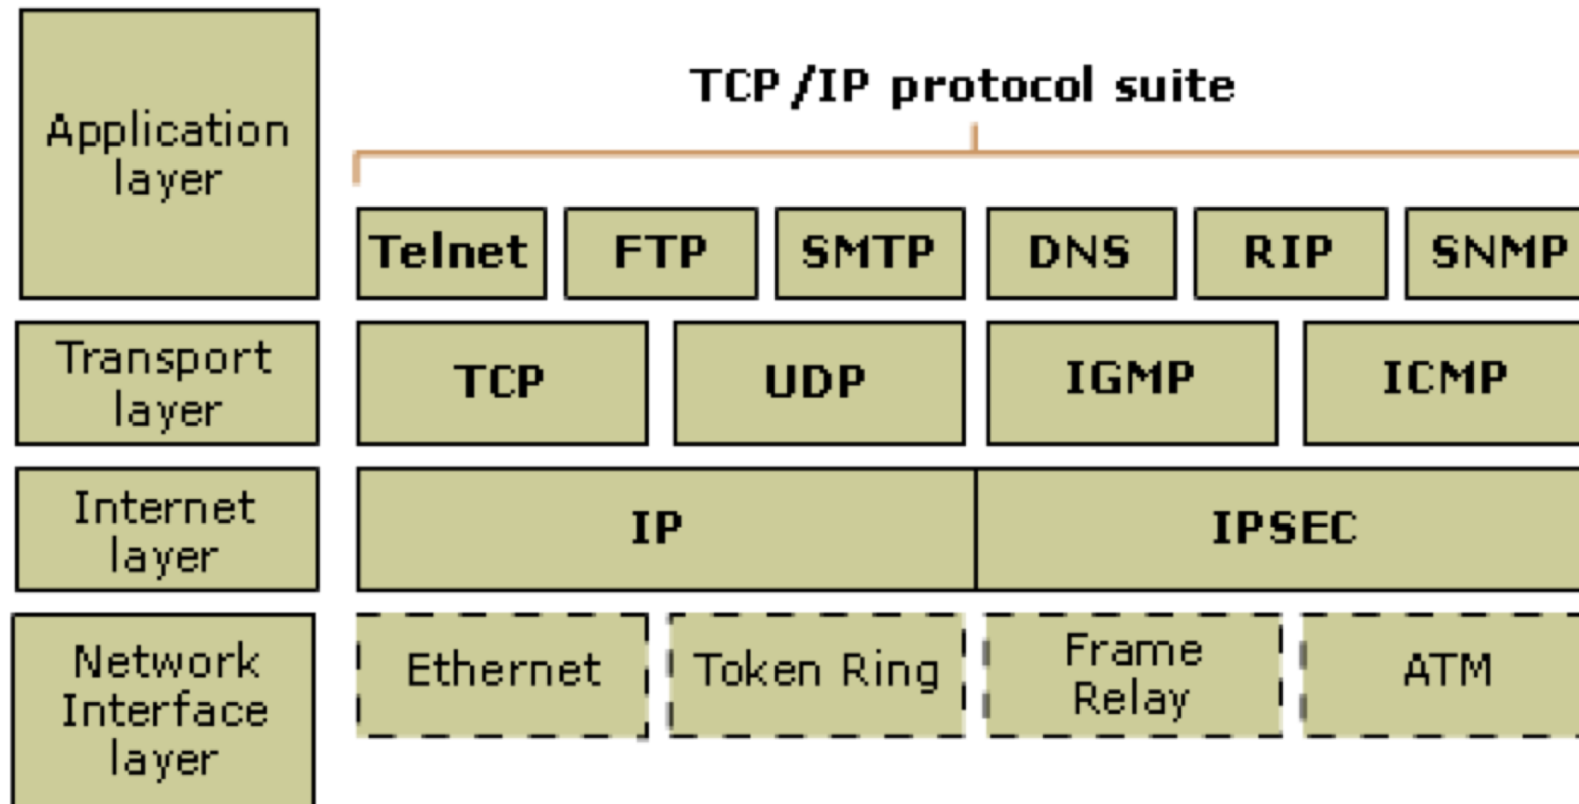 TCP/IP protocol suite
Application
layer
Telnet FTP SMTP DNS RIP SNMP
Transport
layer
TCP UDP IGMP ICMP
Internet
layer
IP IPSEC
Network
Interface
layer
Ethernet Token Ring Frame
Relay ATM